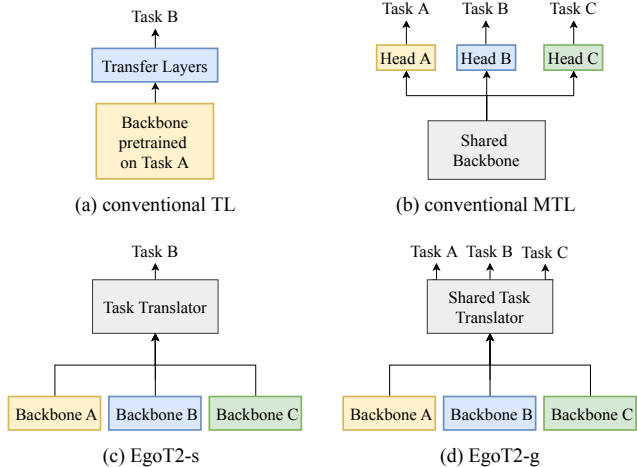 Task B
Transfer Layers
Backbone
pretrained
on Task A
(a) conventional TL
Task A Task B Task C
Head A Head B Head C
Shared
Backbone
(b) conventional MTL
Task B
Task Translator
Backbone A Backbone B Backbone C
(c) EgoT2-s
Task A Task B Task C
Shared Task
Translator
Backbone A Backbone B Backbone C
(d) EgoT2-g